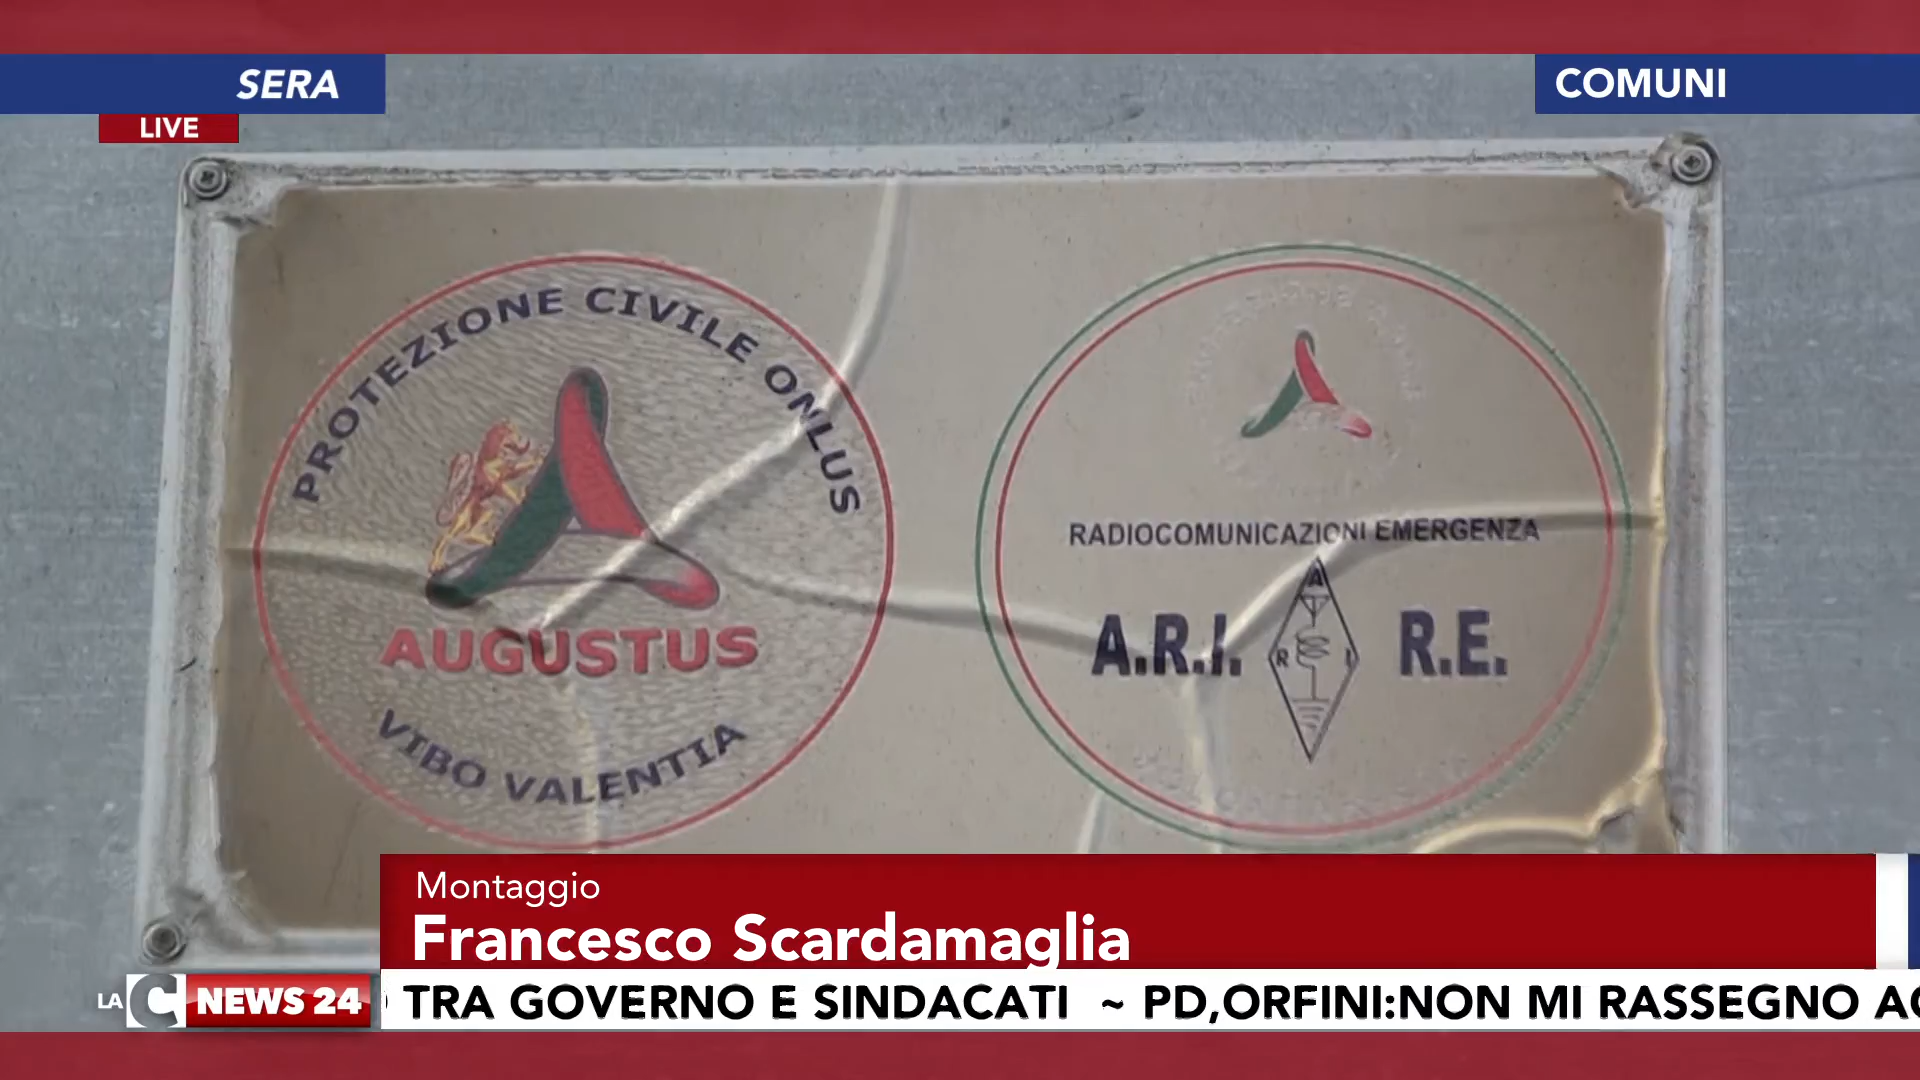 SERA
COMUNI
LIVE
PROTEZIONE CIVILE ONLUS
AUGUSTUS
VIBO VALENTIA
RADIOCOMUNICAZIONI EMERGENZA
A.R.I.
A
R I
R.E.
Montaggio
Francesco Scardamaglia
LA C NEWS 24
TRA GOVERNO E SINDACATI ~ PD,ORFINI:NON MI RASSEGNO